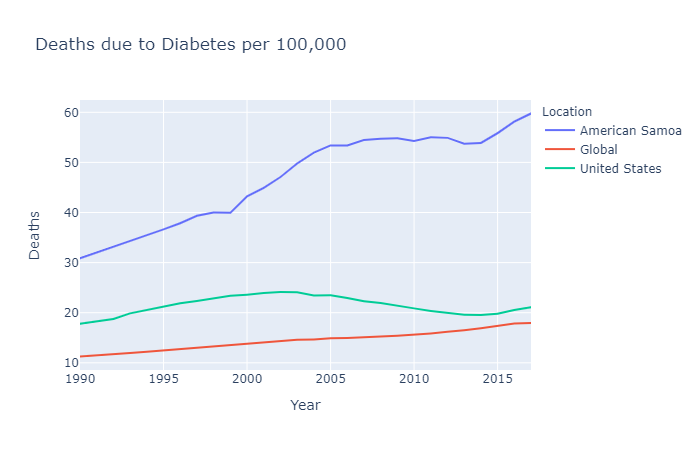 Deaths due to Diabetes per 100,000
Location
American Samoa
Global
United States
Deaths
60
50
40
30
20
10
1990
1995
2000
2005
2010
2015
Year